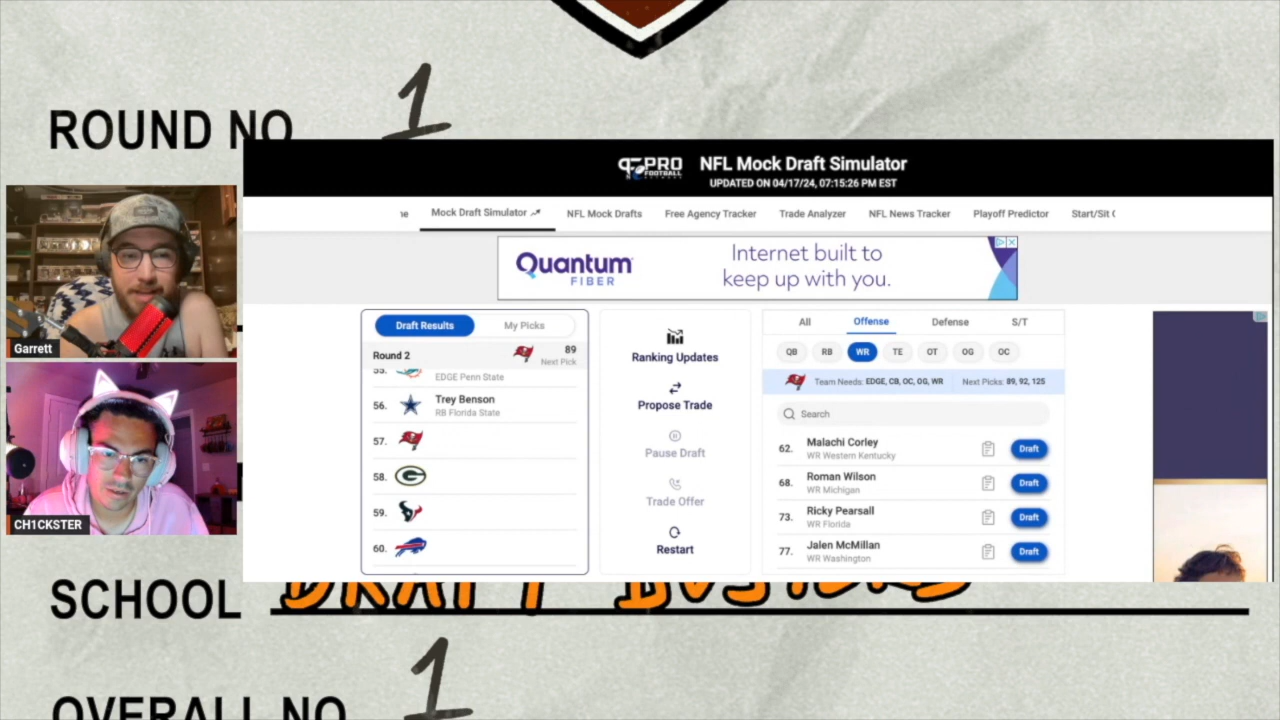 ROUND NO 1
PRO
FOOTBALL
NETWORK
NFL Mock Draft Simulator
UPDATED ON 04/17/24, 07:15:26 PM EST
ne Mock Draft Simulator NFL Mock Drafts Free Agency Tracker Trade Analyzer NFL News Tracker Playoff Predictor Start/Sit (
Quantum
FIBER
Internet built to
keep up with you.
Draft Results My Picks
Round 2 89
Next Pick
55. EDGE Penn State
56. Trey Benson
RB Florida State
57.
58.
59.
60.
Ranking Updates
Propose Trade
Pause Draft
Trade Offer
Restart
All Offense Defense S/T
QB RB WR TE OT OG OC
Team Needs: EDGE, CB, OC, OG, WR Next Picks: 89, 92, 125
Search
62. Malachi Corley Draft
WR Western Kentucky
68. Roman Wilson Draft
WR Michigan
73. Ricky Pearsall Draft
WR Florida
77. Jalen McMillan Draft
WR Washington
Garrett
CH1CKSTER
SCHOOL DRAFT BUSTERS
OVERALL NO 1